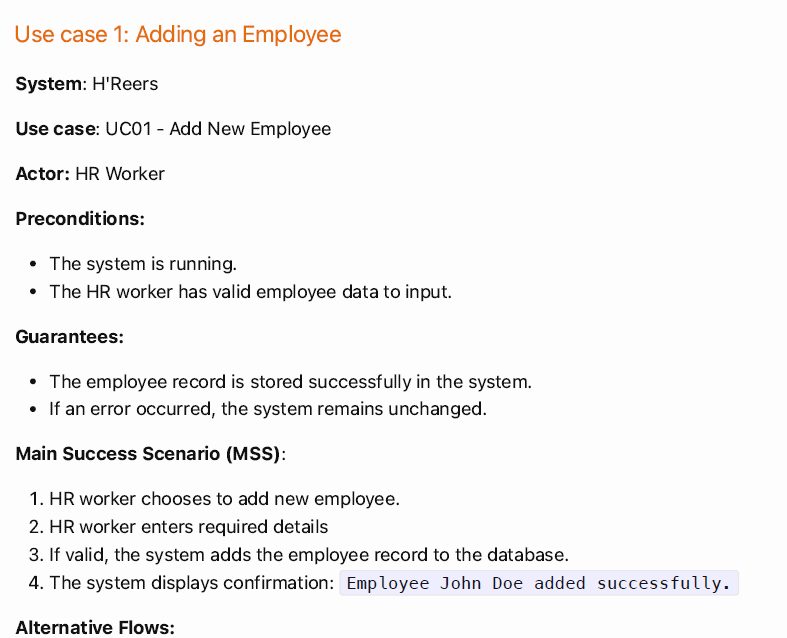 Use case 1: Adding an Employee
System: H'Reers
Use case: UC01 - Add New Employee
Actor: HR Worker
Preconditions:
• The system is running.
• The HR worker has valid employee data to input.
Guarantees:
• The employee record is stored successfully in the system.
• If an error occurred, the system remains unchanged.
Main Success Scenario (MSS):
1. HR worker chooses to add new employee.
2. HR worker enters required details
3. If valid, the system adds the employee record to the database.
4. The system displays confirmation: Employee John Doe added successfully.
Alternative Flows: